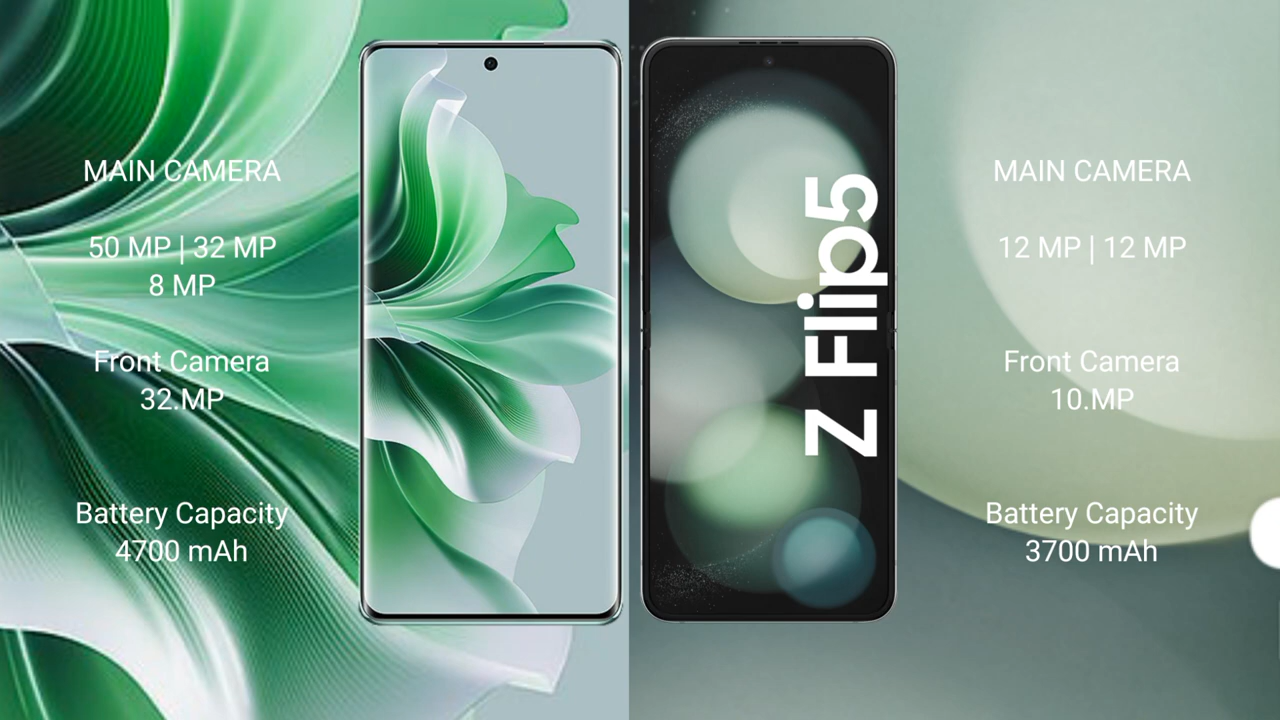 MAIN CAMERA
50 MP | 32 MP
8 MP
Front Camera
32.MP
Battery Capacity
4700 mAh
Z Flip5
MAIN CAMERA
12 MP | 12 MP
Front Camera
10.MP
Battery Capacity
3700 mAh